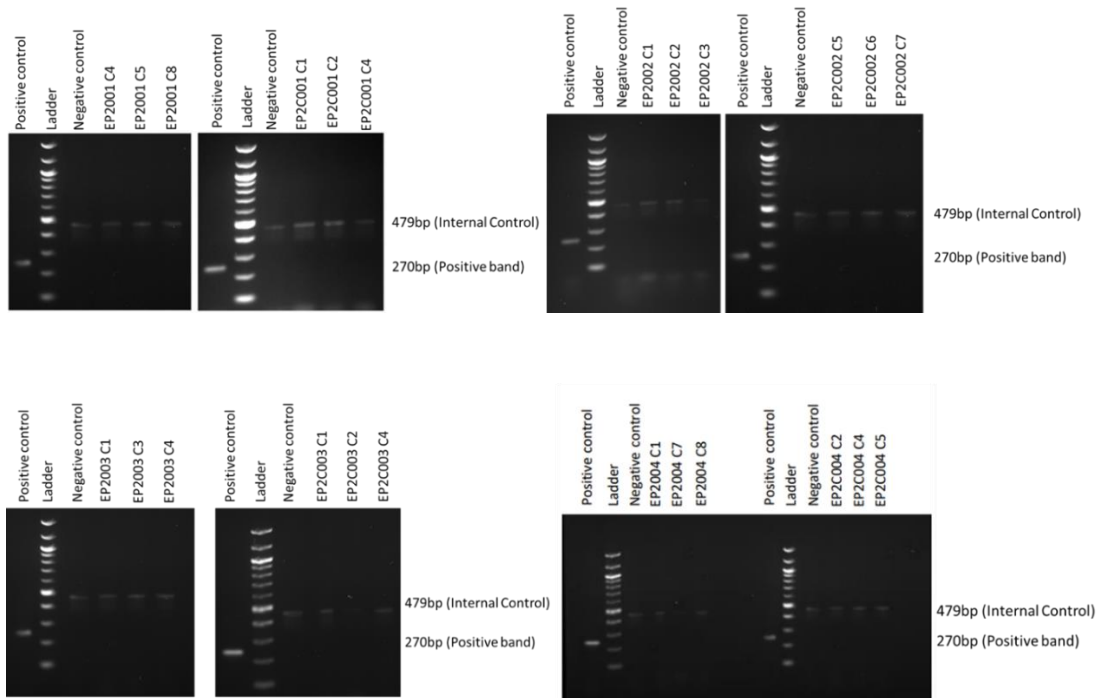 Positive control
Ladder
Negative control
EP2001 C4
EP2001 C5
EP2001 C8
Positive control
Ladder
Negative control
EP2C001 C1
EP2C001 C2
EP2C001 C4
479bp (Internal Control)
270bp (Positive band)
Positive control
Ladder
Negative control
EP2002 C1
EP2002 C2
EP2002 C3
Positive control
Ladder
Negative control
EP2C002 C5
EP2C002 C6
EP2C002 C7
479bp (Internal Control)
270bp (Positive band)
Positive control
Ladder
Negative control
EP2003 C1
EP2003 C3
EP2003 C4
Positive control
Ladder
Negative control
EP2C003 C1
EP2C003 C2
EP2C003 C4
479bp (Internal Control)
270bp (Positive band)
Positive control
Ladder
Negative control
EP2004 C1
EP2004 C7
EP2004 C8
Positive control
Ladder
Negative control
EP2C004 C2
EP2C004 C4
EP2C004 C5
479bp (Internal Control)
270bp (Positive band)